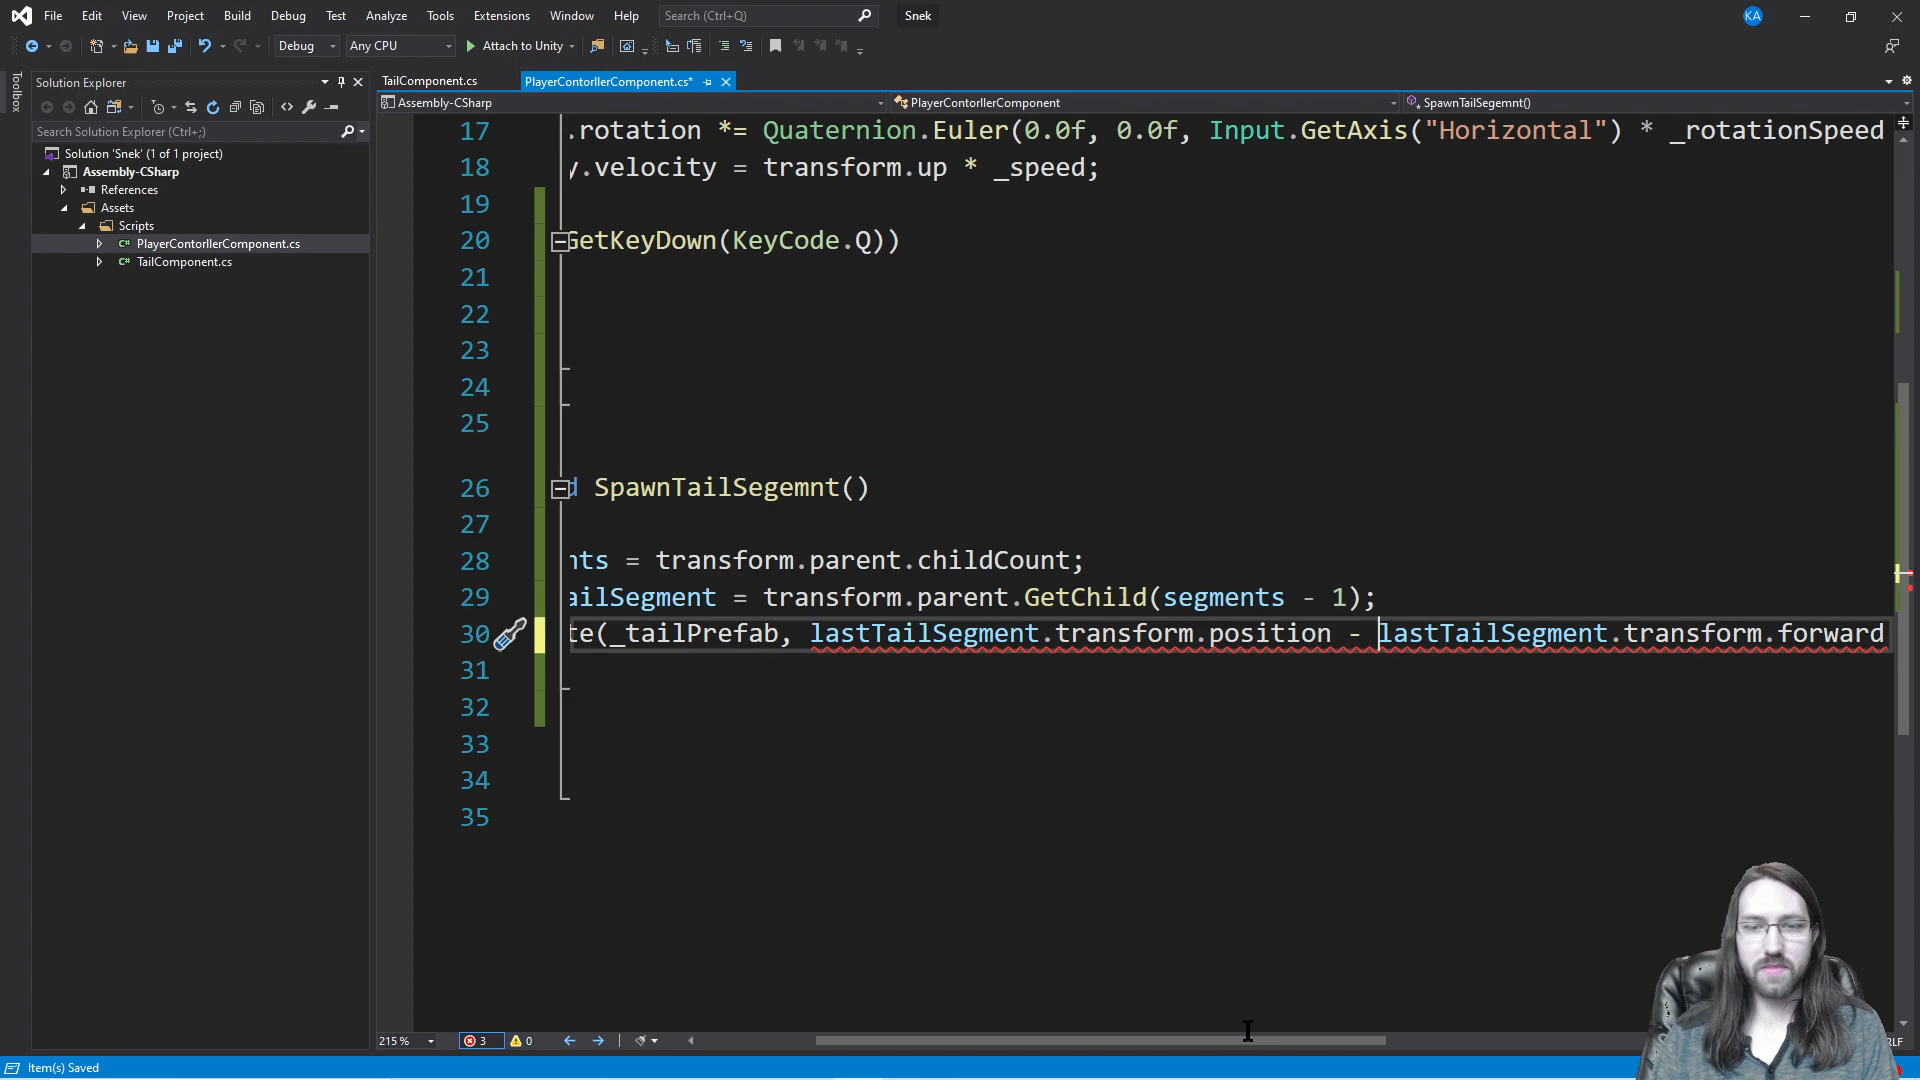 File Edit View Project Build Debug Test Analyze Tools Extensions Window Help Search (Ctrl+Q) Snek KA
Debug Any CPU Attach to Unity
Toolbox
Solution Explorer
Search Solution Explorer (Ctrl+;)
Solution 'Snek' (1 of 1 project)
Assembly-CSharp
References
Assets
Scripts
C# PlayerContorllerComponent.cs
C# TailComponent.cs
TailComponent.cs PlayerContorllerComponent.cs*
Assembly-CSharp PlayerContorllerComponent SpawnTailSegemnt()
17 .rotation *= Quaternion.Euler(0.0f, 0.0f, Input.GetAxis("Horizontal") * _rotationSpeed
18 y.velocity = transform.up * _speed;
19
20 GetKeyDown(KeyCode.Q))
21
22
23
24
25
26 d SpawnTailSegemnt()
27
28 nts = transform.parent.childCount;
29 ailSegment = transform.parent.GetChild(segments - 1);
30 te(_tailPrefab, lastTailSegment.transform.position - lastTailSegment.transform.forward
31
32
33
34
35
215 % 3 0 RLF
Item(s) Saved